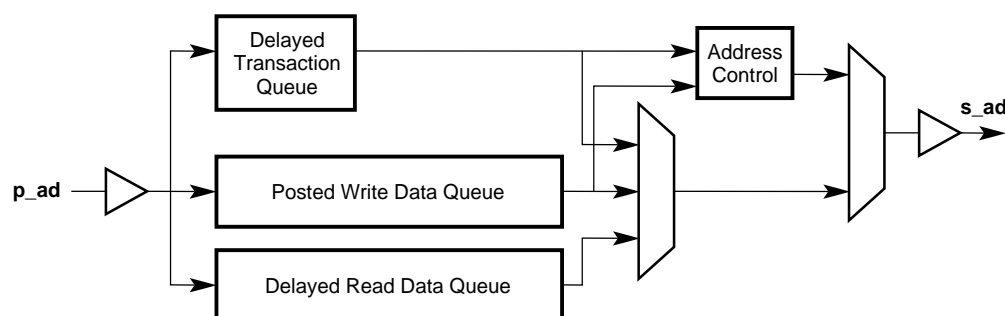 Delayed
Transaction
Queue
Address
Control
s_ad
p_ad
Posted Write Data Queue
Delayed Read Data Queue